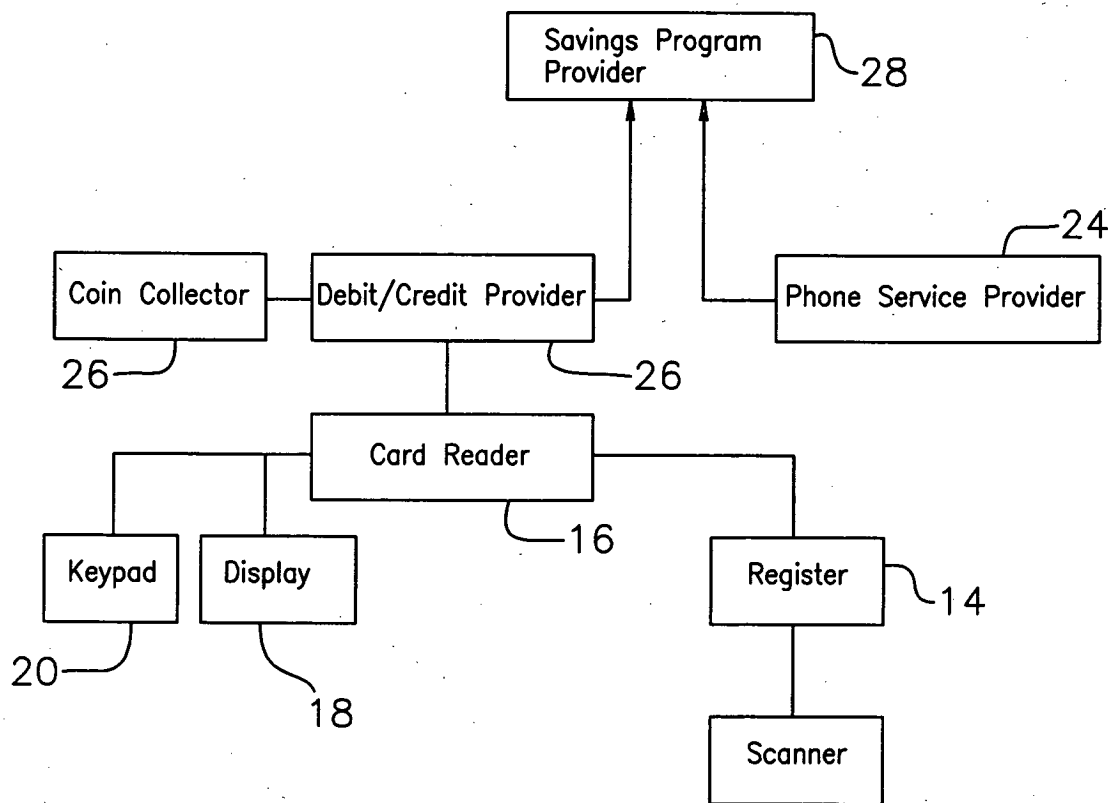 Savings Program
Provider
28
24
Coin Collector
Debit/Credit Provider
Phone Service Provider
26
26
Card Reader
16
Keypad
Display
Register
14
20
18
Scanner